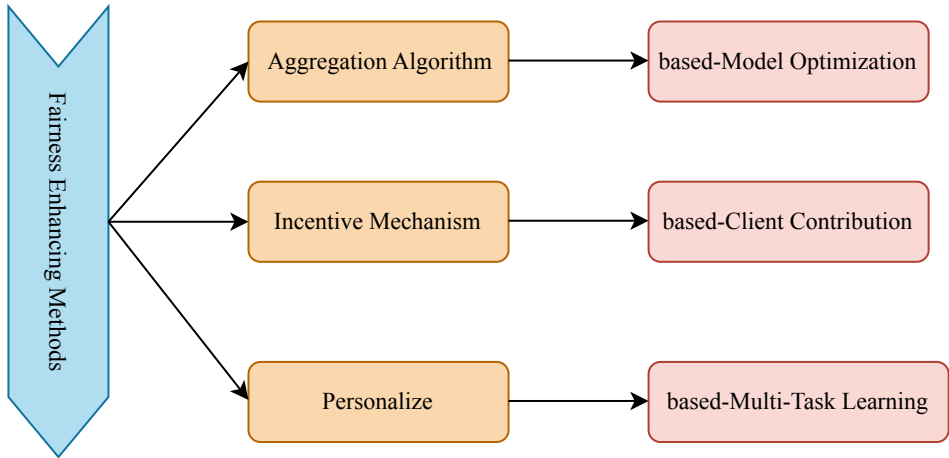 Fairness Enhancing Methods
Aggregation Algorithm
based-Model Optimization
Incentive Mechanism
based-Client Contribution
Personalize
based-Multi-Task Learning